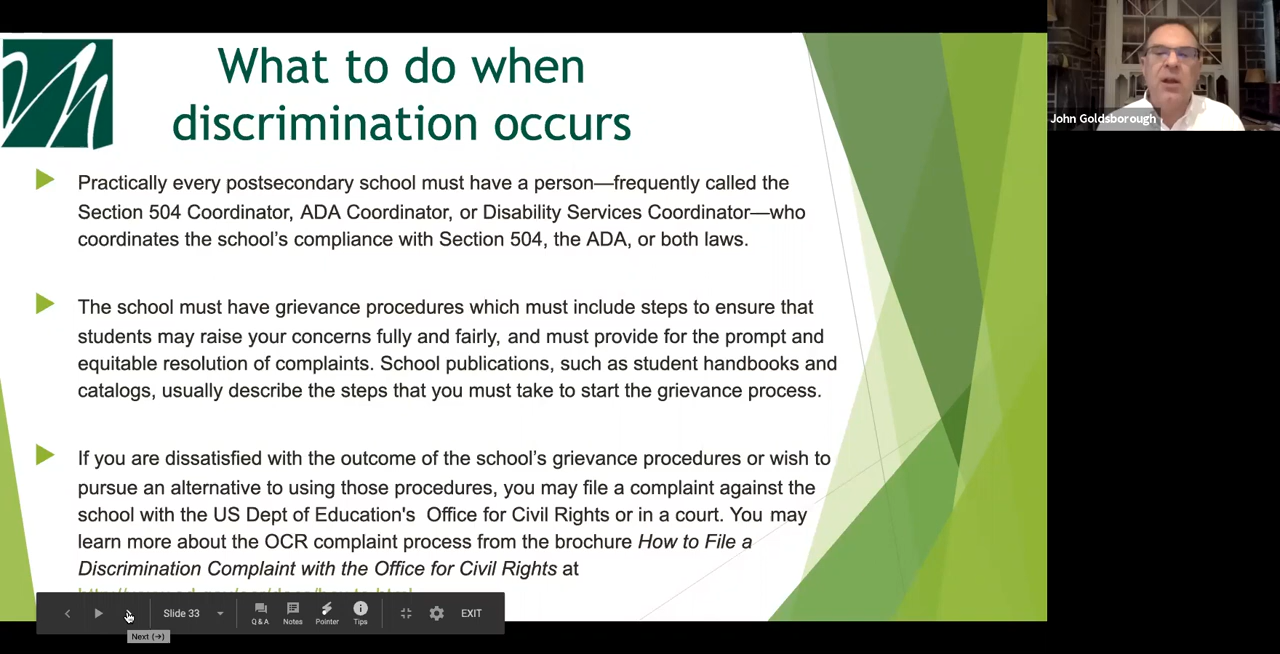 What to do when
discrimination occurs
John Goldsborough
Practically every postsecondary school must have a person—frequently called the
Section 504 Coordinator, ADA Coordinator, or Disability Services Coordinator—who
coordinates the school's compliance with Section 504, the ADA, or both laws.
The school must have grievance procedures which must include steps to ensure that
students may raise your concerns fully and fairly, and must provide for the prompt and
equitable resolution of complaints. School publications, such as student handbooks and
catalogs, usually describe the steps that you must take to start the grievance process.
If you are dissatisfied with the outcome of the school's grievance procedures or wish to
pursue an alternative to using those procedures, you may file a complaint against the
school with the US Dept of Education's  Office for Civil Rights or in a court. You may
learn more about the OCR complaint process from the brochure How to File a
Discrimination Complaint with the Office for Civil Rights at
Slide 33
Q & A
Notes
Pointer
Tips
EXIT
Next (→)